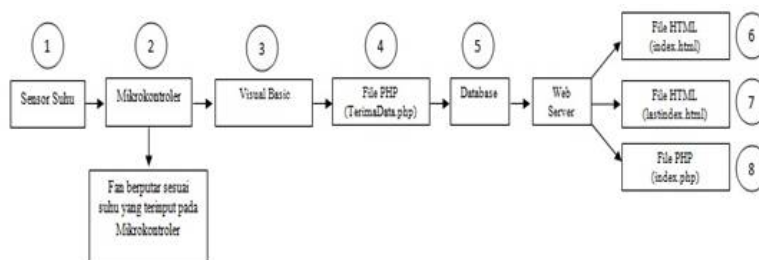 1
2
3
4
5
6
7
8
Sensor Suhu
Mikrokontroler
Visual Basic
File PHP
(TerimaData.php)
Database
Web
Server
File HTML
(index.html)
File HTML
(lastindex.html)
File PHP
(index.php)
Fan berputar sesuai
suhu yang terinput pada
Mikrokontroler